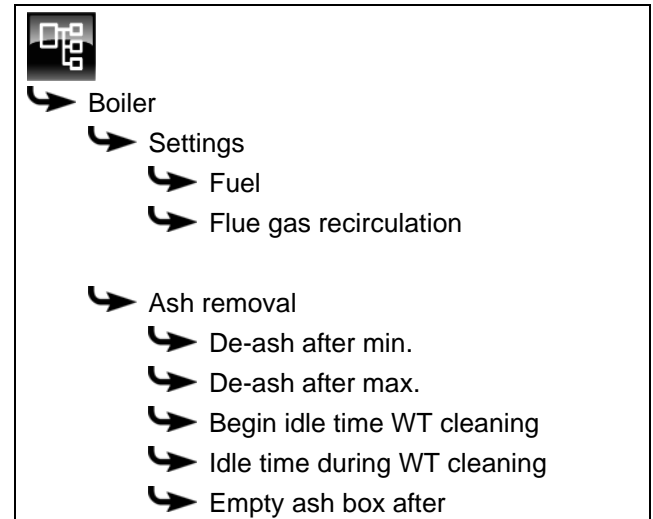 Boiler
Settings
Fuel
Flue gas recirculation
Ash removal
De-ash after min.
De-ash after max.
Begin idle time WT cleaning
Idle time during WT cleaning
Empty ash box after